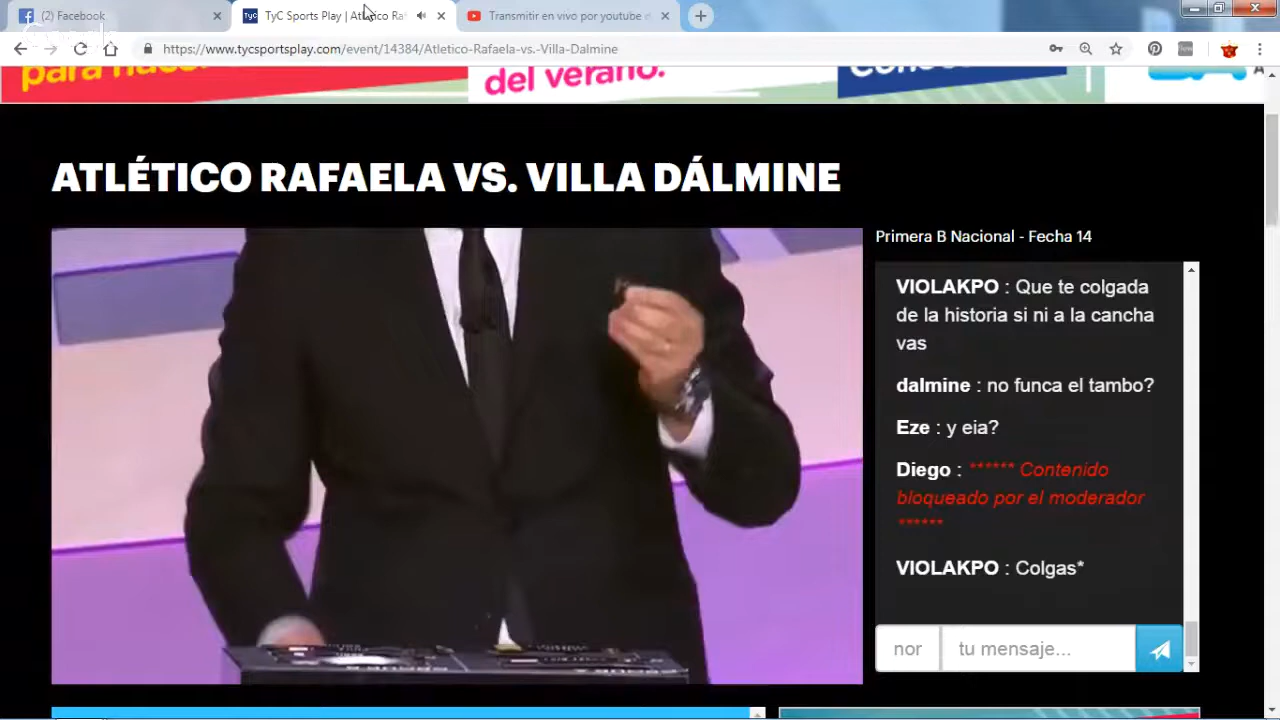 (2) Facebook
TyC Sports Play | Atlético Ra
Transmitir en vivo por youtube d
https://www.tycsportsplay.com/event/14384/Atletico-Rafaela-vs.-Villa-Dalmine
del verano.
ATLÉTICO RAFAELA VS. VILLA DÁLMINE
Primera B Nacional - Fecha 14
VIOLAKPO : Que te colgada
de la historia si ni a la cancha
vas
dalmine : no funca el tambo?
Eze : y eia?
Diego : ****** Contenido
bloqueado por el moderador
******
VIOLAKPO : Colgas*
nor
tu mensaje...